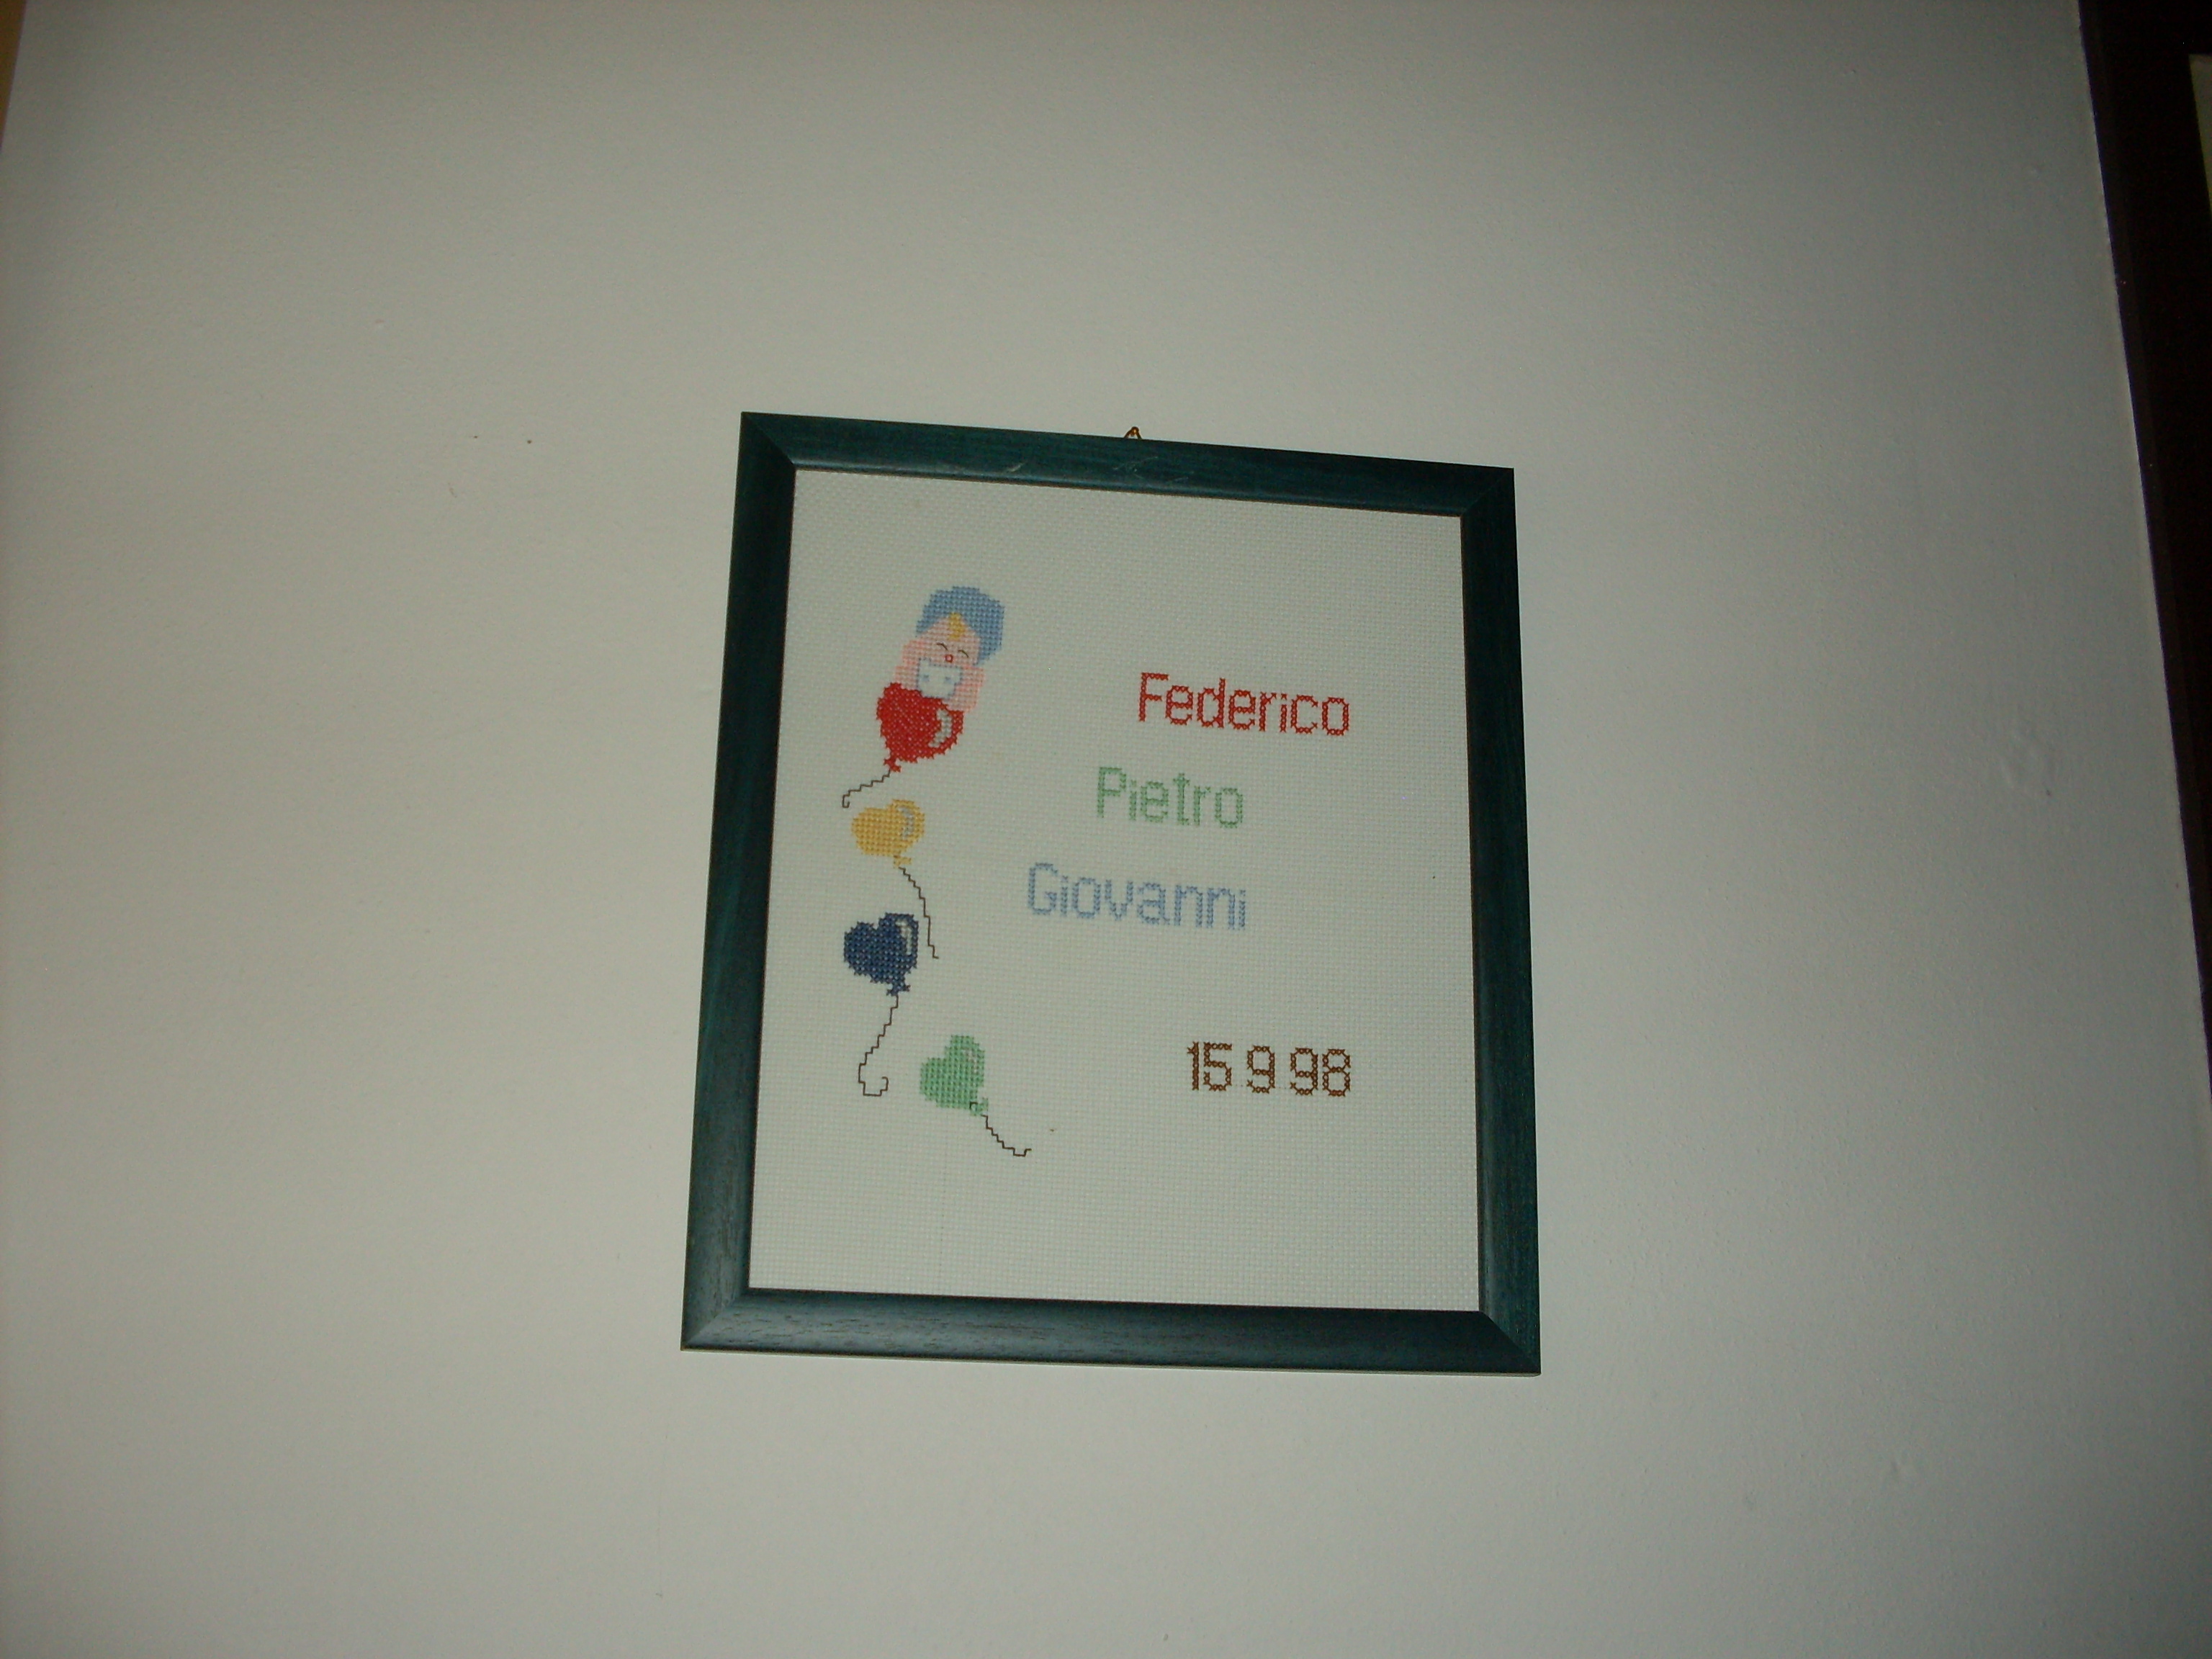 Federico
Pietro
Giovanni
15 9 98